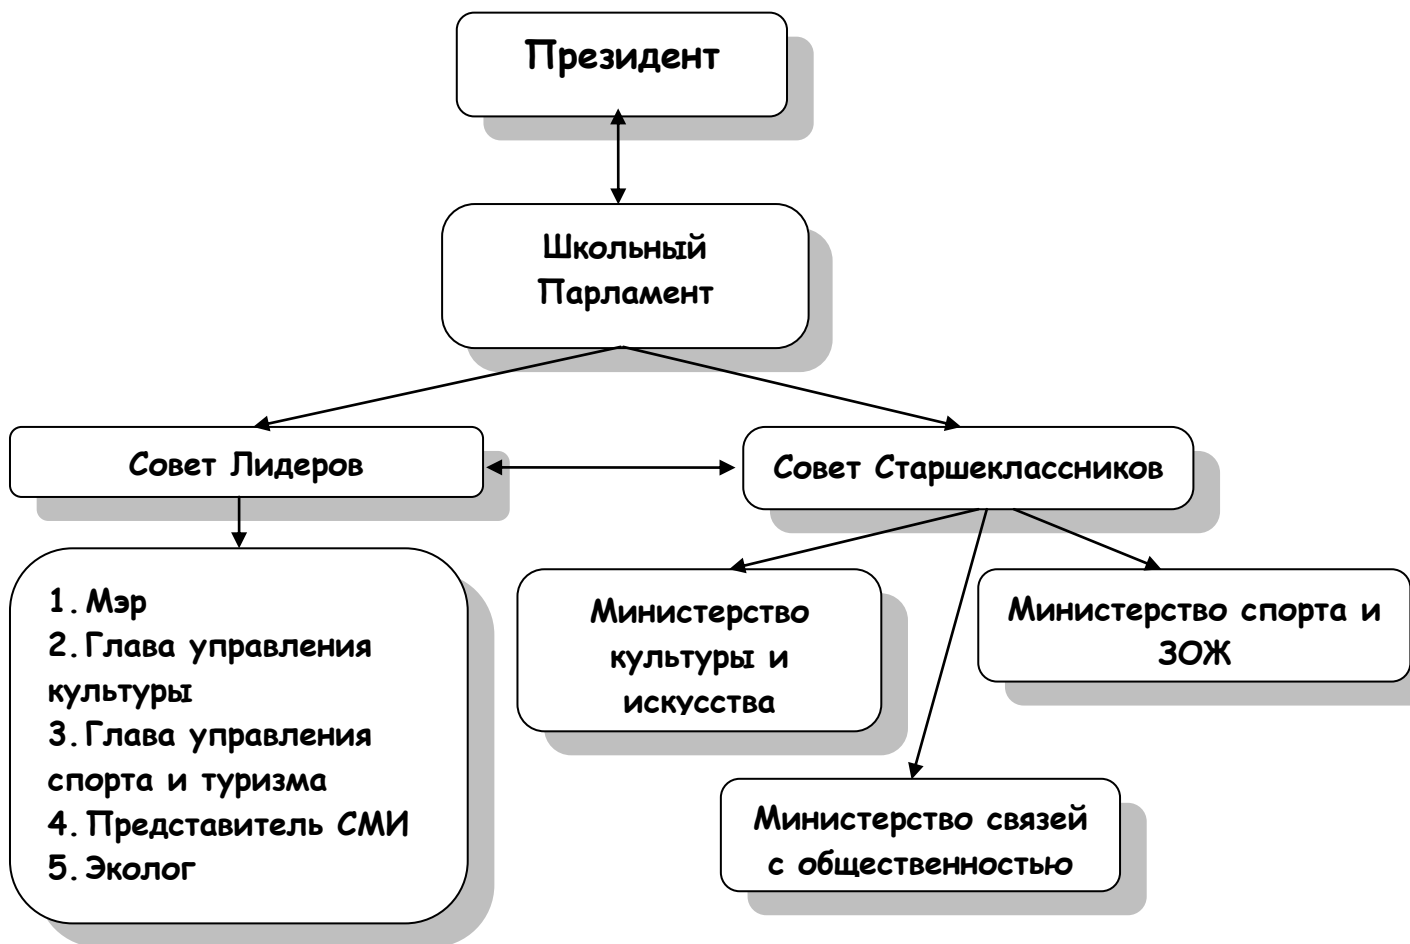 Президент
Школьный
Парламент
Совет Лидеров
Совет Старшеклассников
1. Мэр
2. Глава управления
культуры
3. Глава управления
спорта и туризма
4. Представитель СМИ
5. Эколог
Министерство
культуры и
искусства
Министерство спорта и
ЗОЖ
Министерство связей
с общественностью